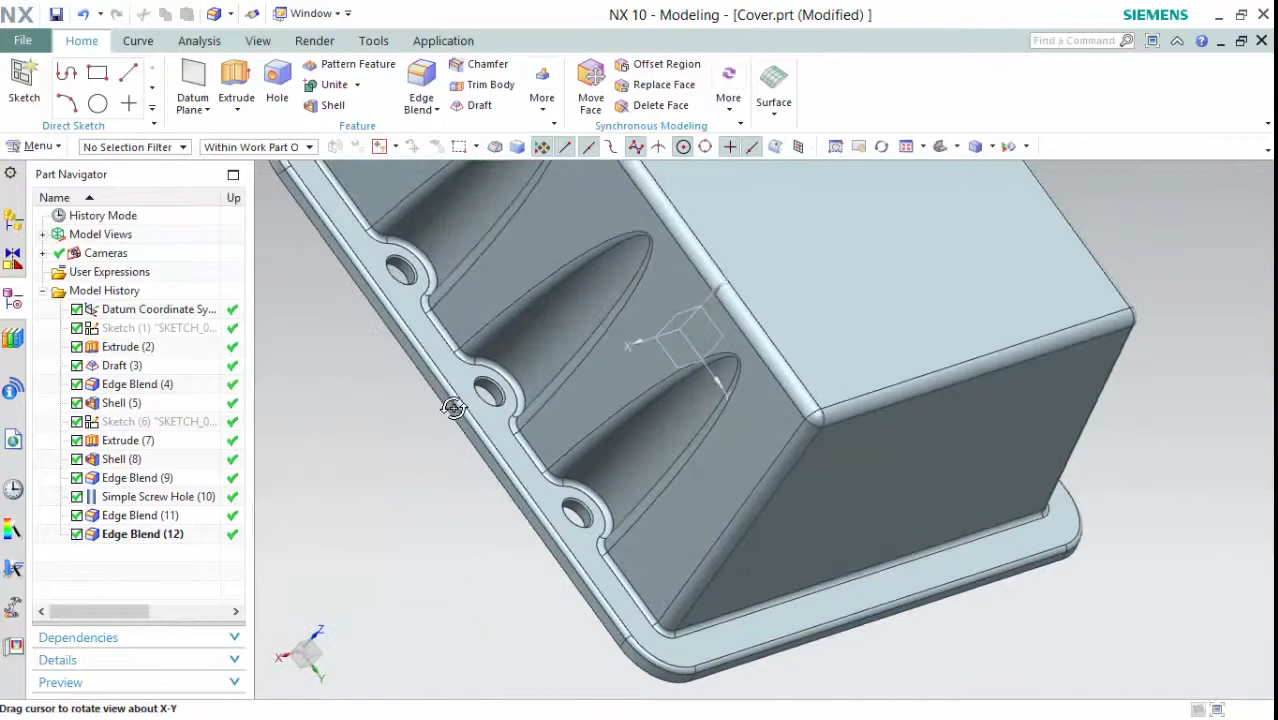 NX
Window
NX 10 - Modeling - [Cover.prt (Modified) ]
SIEMENS
File
Home
Curve
Analysis
View
Render
Tools
Application
Find a Command
Sketch
Direct Sketch
Datum
Plane
Extrude
Hole
Pattern Feature
Unite
Shell
Edge
Blend
Chamfer
Trim Body
Draft
More
Feature
Move
Face
Offset Region
Replace Face
Delete Face
More
Synchronous Modeling
Surface
Menu
No Selection Filter
Within Work Part O
Part Navigator
Name
Up
History Mode
Model Views
Cameras
User Expressions
Model History
Datum Coordinate Sy...
Sketch (1) "SKETCH_0...
Extrude (2)
Draft (3)
Edge Blend (4)
Shell (5)
Sketch (6) "SKETCH_0...
Extrude (7)
Shell (8)
Edge Blend (9)
Simple Screw Hole (10)
Edge Blend (11)
Edge Blend (12)
Dependencies
Details
Preview
X
Z
X
Y
Drag cursor to rotate view about X-Y